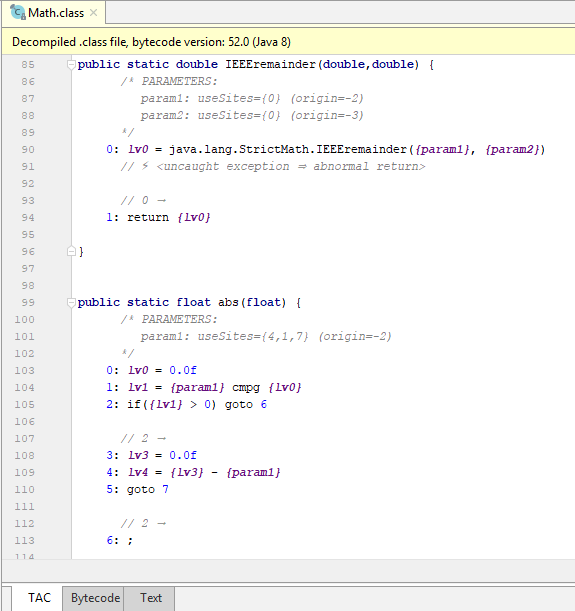 Math.class
Decompiled .class file, bytecode version: 52.0 (Java 8)
85 public static double IEEEremainder(double,double) {
86 /* PARAMETERS:
87 param1: useSites={0} (origin=-2)
88 param2: useSites={0} (origin=-3)
89 */
90 0: lv0 = java.lang.StrictMath.IEEEremainder({param1}, {param2})
91 // ⚡ <uncaught exception ⇒ abnormal return>
92
93 // 0 →
94 1: return {lv0}
95
96 }
97
98
99 public static float abs(float) {
100 /* PARAMETERS:
101 param1: useSites={4,1,7} (origin=-2)
102 */
103 0: lv0 = 0.0f
104 1: lv1 = {param1} cmpg {lv0}
105 2: if({lv1} > 0) goto 6
106
107 // 2 →
108 3: lv3 = 0.0f
109 4: lv4 = {lv3} - {param1}
110 5: goto 7
111
112 // 2 →
113 6: ;
114
TAC Bytecode Text